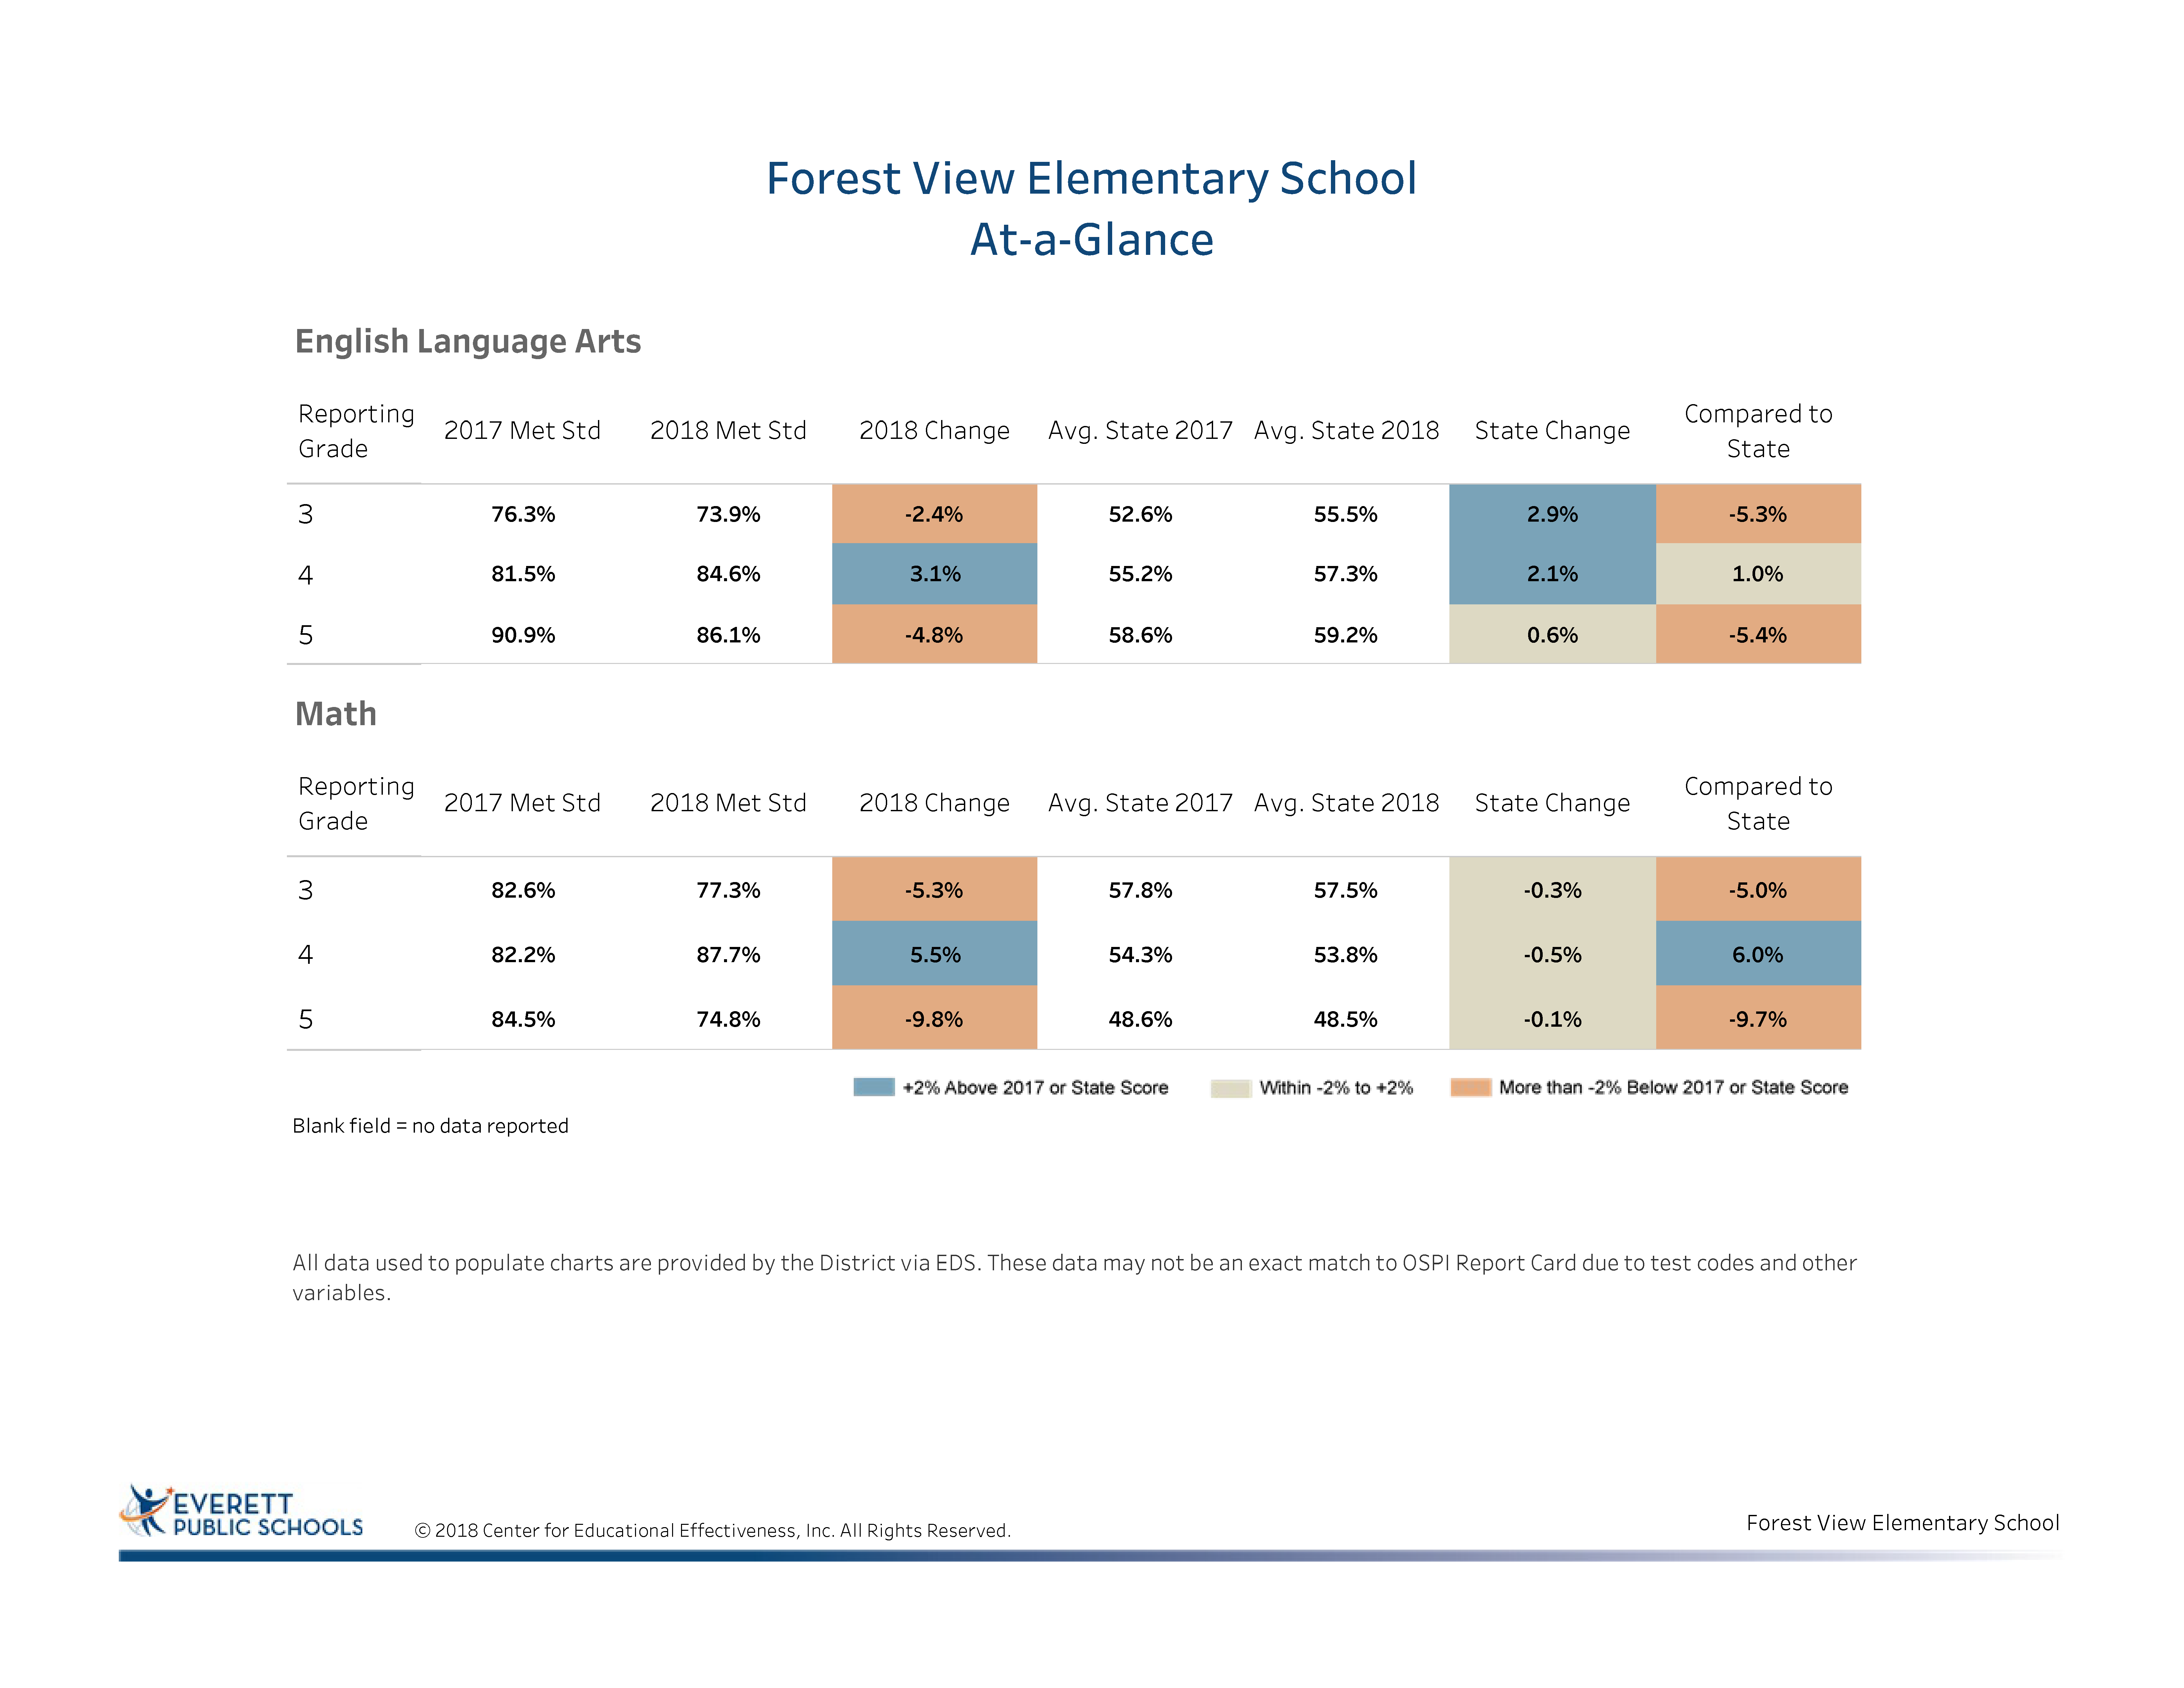 Forest View Elementary School
At-a-Glance
English Language Arts
Reporting Grade 2017 Met Std 2018 Met Std 2018 Change Avg. State 2017 Avg. State 2018 State Change Compared to State
3 76.3% 73.9% -2.4% 52.6% 55.5% 2.9% -5.3%
4 81.5% 84.6% 3.1% 55.2% 57.3% 2.1% 1.0%
5 90.9% 86.1% -4.8% 58.6% 59.2% 0.6% -5.4%
Math
Reporting Grade 2017 Met Std 2018 Met Std 2018 Change Avg. State 2017 Avg. State 2018 State Change Compared to State
3 82.6% 77.3% -5.3% 57.8% 57.5% -0.3% -5.0%
4 82.2% 87.7% 5.5% 54.3% 53.8% -0.5% 6.0%
5 84.5% 74.8% -9.8% 48.6% 48.5% -0.1% -9.7%
+2% Above 2017 or State Score Within -2% to +2% More than -2% Below 2017 or State Score
Blank field = no data reported
All data used to populate charts are provided by the District via EDS. These data may not be an exact match to OSPI Report Card due to test codes and other
variables.
EVERETT
PUBLIC SCHOOLS
© 2018 Center for Educational Effectiveness, Inc. All Rights Reserved.
Forest View Elementary School